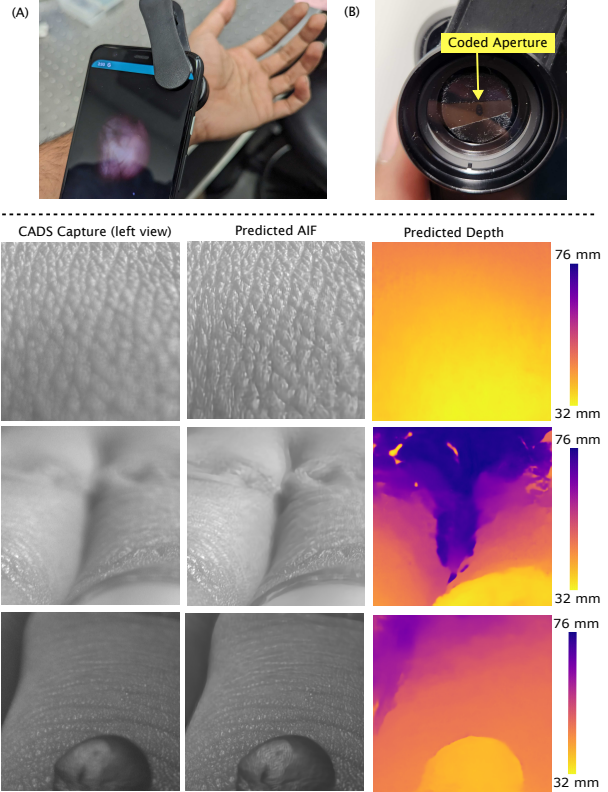 (A)
(B)
Coded Aperture
CADS Capture (left view)
Predicted AIF
Predicted Depth
76 mm
32 mm
76 mm
32 mm
76 mm
32 mm